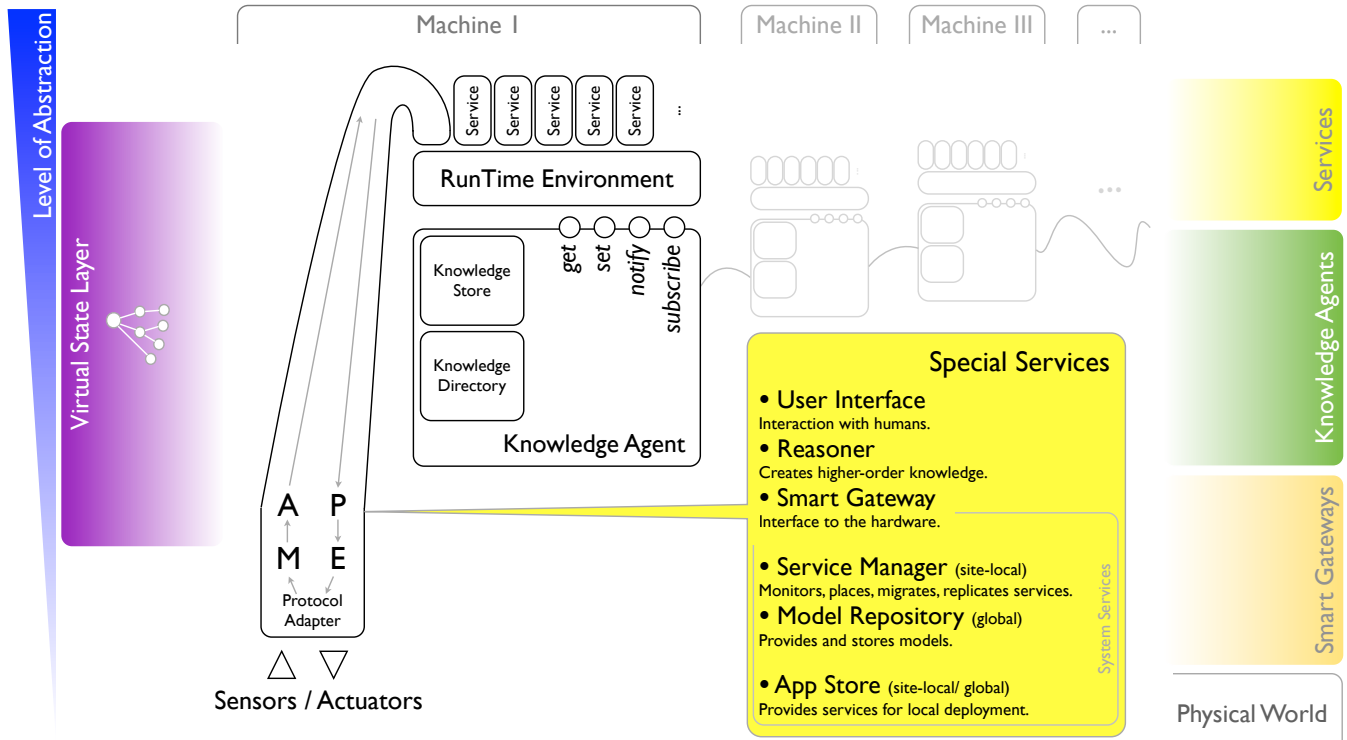 Machine I
Machine II
Machine III
...
Level of Abstraction
Virtual State Layer
Service
Service
Service
Service
Service
...
RunTime Environment
get
set
notify
subscribe
Knowledge
Store
Knowledge
Directory
Knowledge Agent
...
A P
M E
Protocol
Adapter
Sensors / Actuators
Special Services
• User Interface
Interaction with humans.
• Reasoner
Creates higher-order knowledge.
• Smart Gateway
Interface to the hardware.
• Service Manager (site-local)
Monitors, places, migrates, replicates services.
• Model Repository (global)
Provides and stores models.
• App Store (site-local/ global)
Provides services for local deployment.
System Services
Services
Knowledge Agents
Smart Gateways
Physical World